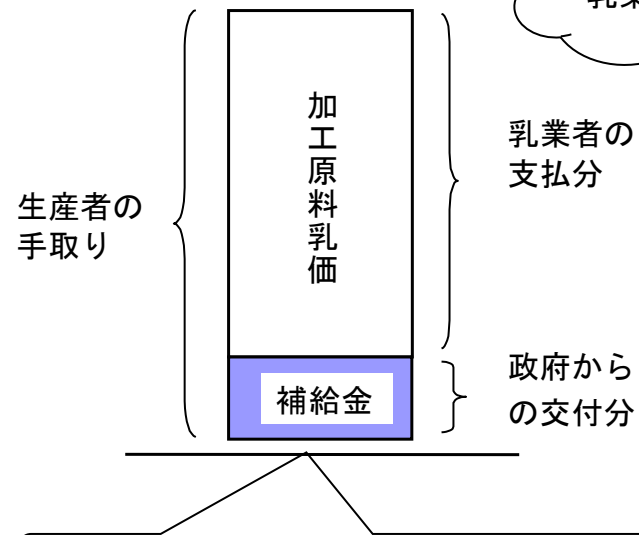 乳業
加工原料乳価
乳業者の
支払分
生産者の
手取り
補給金
政府から
の交付分